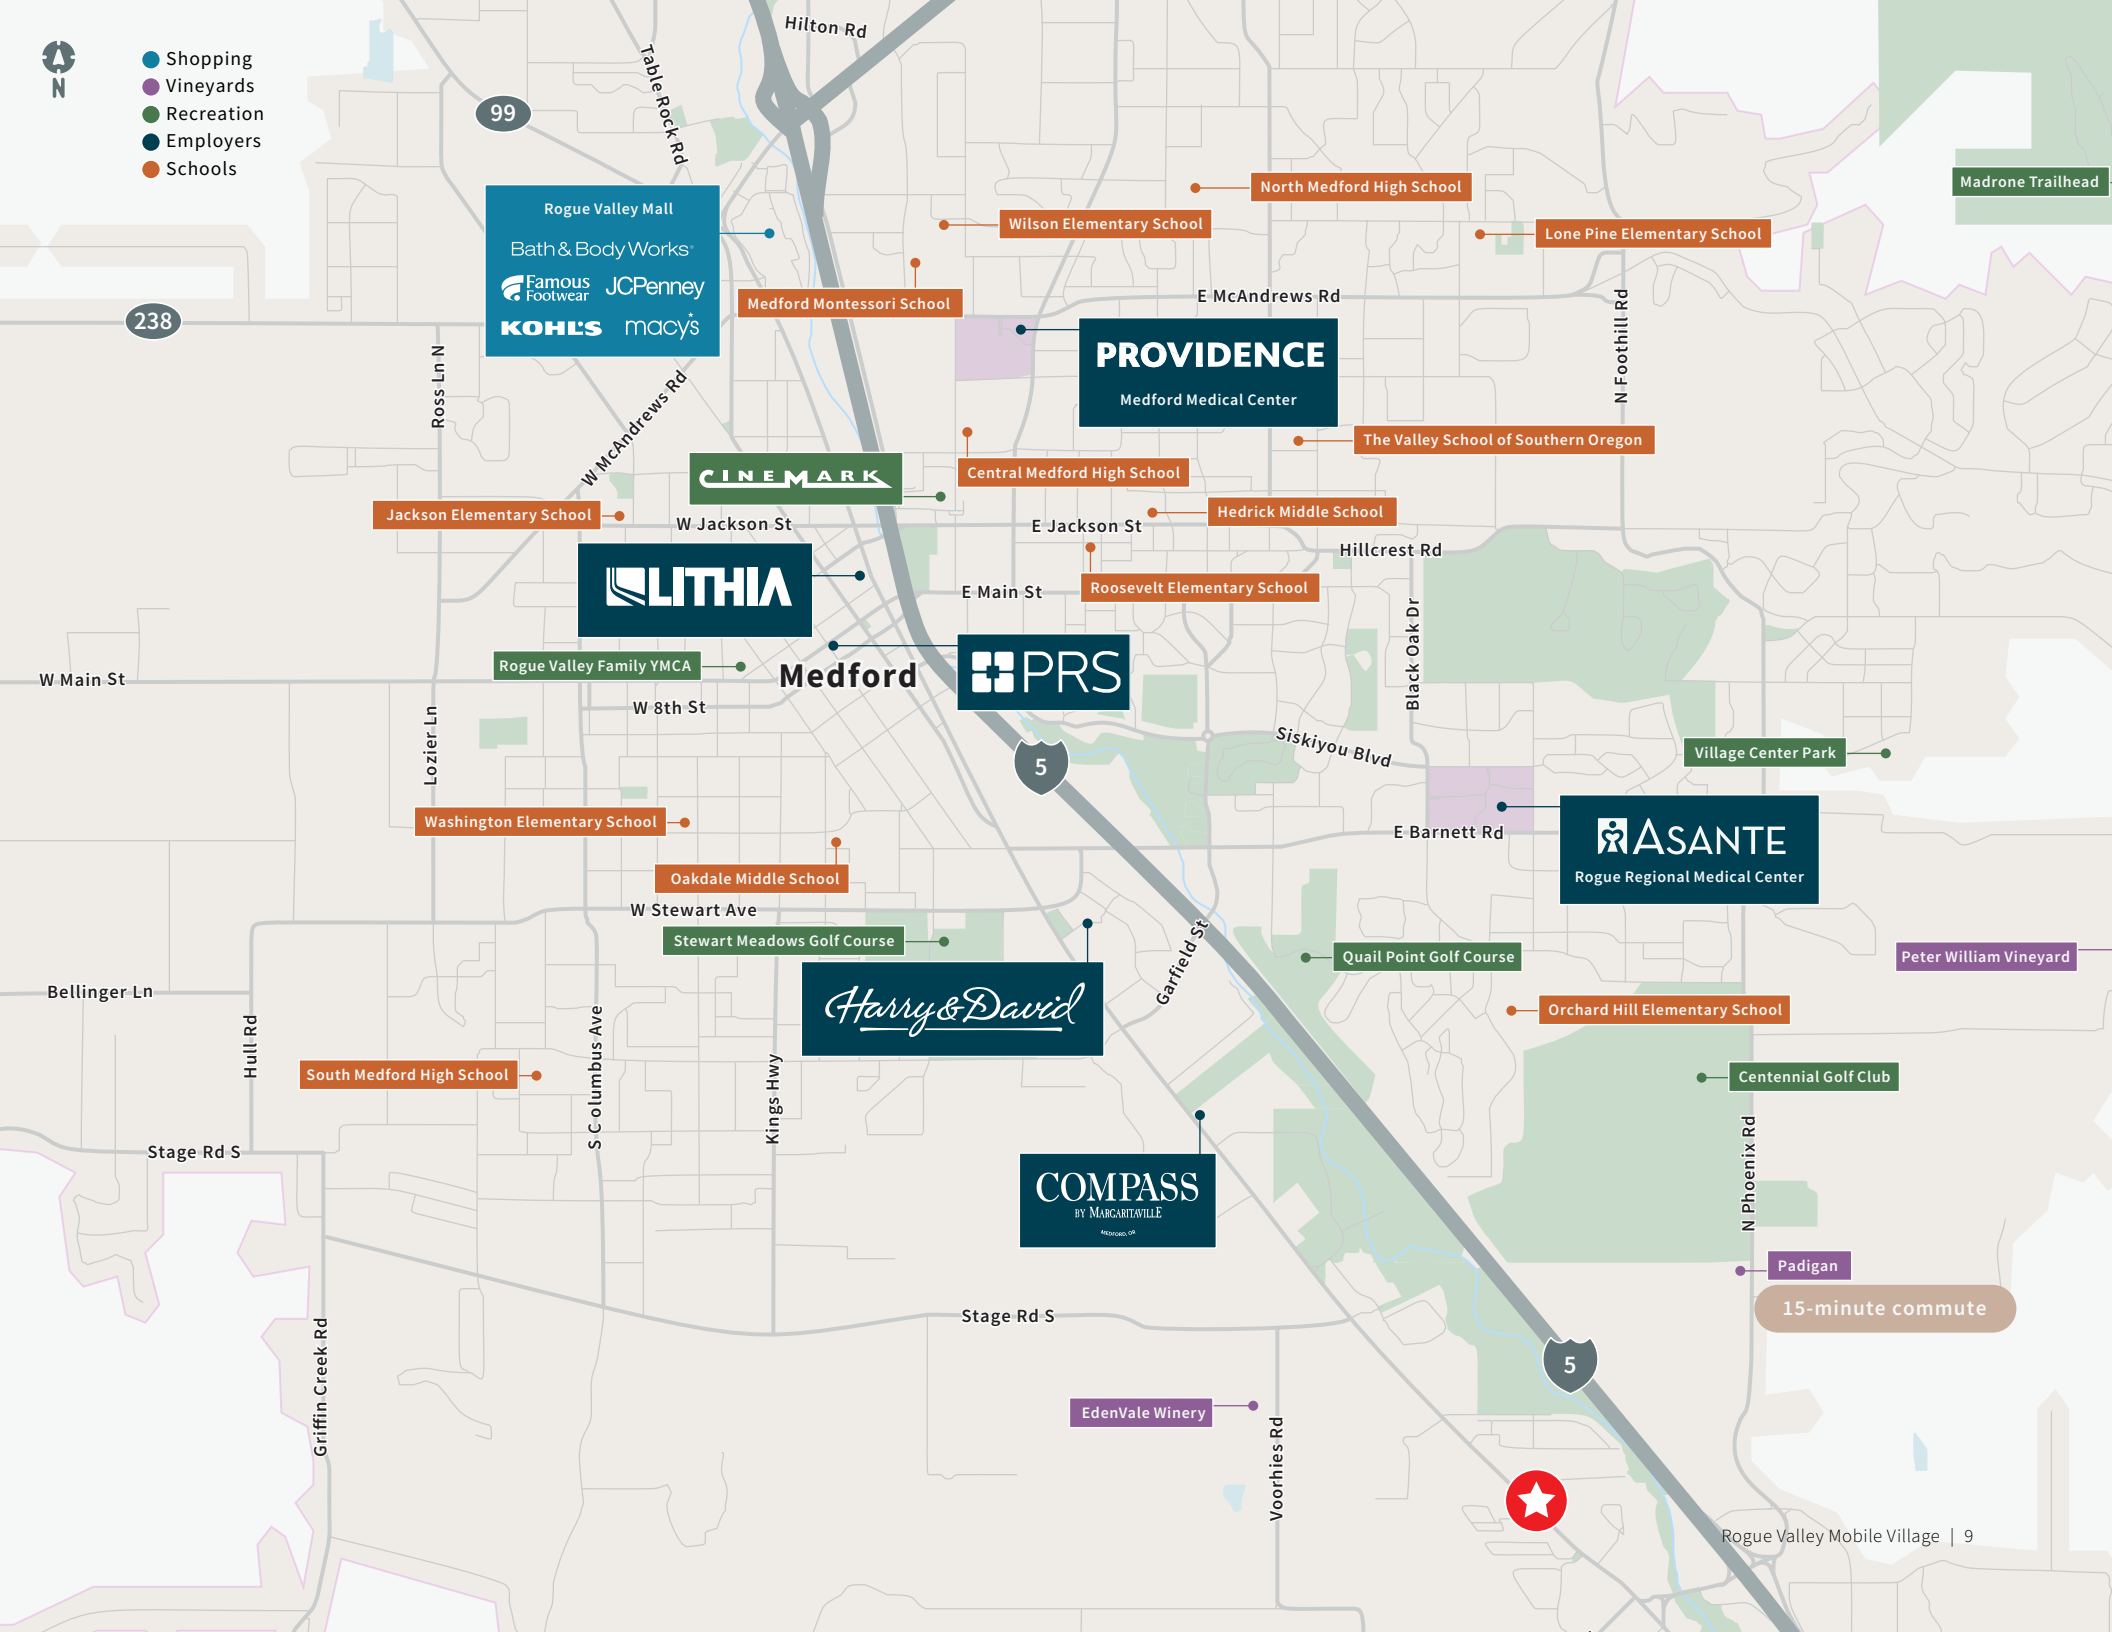 N
Shopping
Vineyards
Recreation
Employers
Schools
Hilton Rd
Table Rock Rd
99
238
Rogue Valley Mall
Bath & Body Works
Famous Footwear
JCPenney
KOHL'S
macy's
North Medford High School
Wilson Elementary School
Lone Pine Elementary School
Madrone Trailhead
Medford Montessori School
E McAndrews Rd
N Foothill Rd
PROVIDENCE
Medford Medical Center
Ross Ln N
W McAndrews Rd
The Valley School of Southern Oregon
Central Medford High School
CINEMARK
Jackson Elementary School
W Jackson St
E Jackson St
Hedrick Middle School
Hillcrest Rd
LITHIA
E Main St
Roosevelt Elementary School
Black Oak Dr
Rogue Valley Family YMCA
Medford
PRS
W Main St
W 8th St
Lozier Ln
5
Siskiyou Blvd
Village Center Park
Washington Elementary School
E Barnett Rd
ASANTE
Rogue Regional Medical Center
Oakdale Middle School
W Stewart Ave
Stewart Meadows Golf Course
Garfield St
Quail Point Golf Course
Peter William Vineyard
Bellinger Ln
Hull Rd
Harry & David
Orchard Hill Elementary School
S C olumbus Ave
Kings Hwy
South Medford High School
Centennial Golf Club
Stage Rd S
COMPASS
BY MARGARITAVILLE
MEDFORD, OR
N Phoenix Rd
Padigan
15-minute commute
Stage Rd S
Griffin Creek Rd
5
EdenVale Winery
Voorhies Rd
Rogue Valley Mobile Village | 9